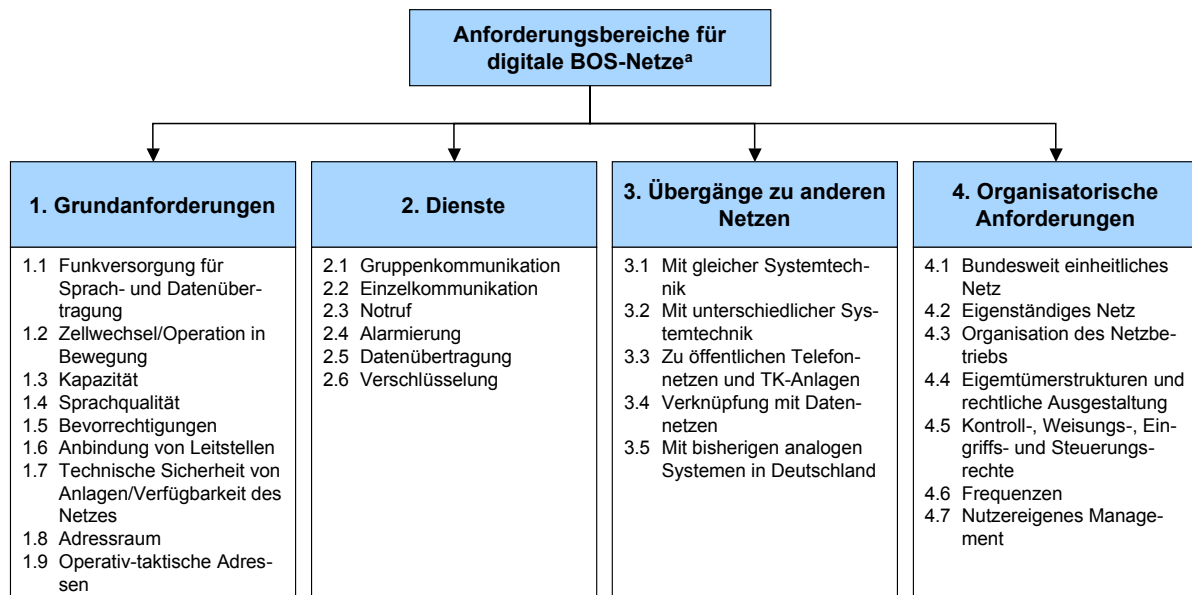 Anforderungsbereiche für
digitale BOS-Netzeª
1. Grundanforderungen
1.1 Funkversorgung für
Sprach- und Datenüber-
tragung
1.2 Zellwechsel/Operation in
Bewegung
1.3 Kapazität
1.4 Sprachqualität
1.5 Bevorrechtigungen
1.6 Anbindung von Leitstellen
1.7 Technische Sicherheit von
Anlagen/Verfügbarkeit des
Netzes
1.8 Adressraum
1.9 Operativ-taktische Adres-
sen
2. Dienste
2.1 Gruppenkommunikation
2.2 Einzelkommunikation
2.3 Notruf
2.4 Alarmierung
2.5 Datenübertragung
2.6 Verschlüsselung
3. Übergänge zu anderen
Netzen
3.1 Mit gleicher Systemtech-
nik
3.2 Mit unterschiedlicher Sys-
temtechnik
3.3 Zu öffentlichen Telefon-
netzen und TK-Anlagen
3.4 Verknüpfung mit Daten-
netzen
3.5 Mit bisherigen analogen
Systemen in Deutschland
4. Organisatorische
Anforderungen
4.1 Bundesweit einheitliches
Netz
4.2 Eigenständiges Netz
4.3 Organisation des Netzbe-
triebs
4.4 Eigemtümerstrukturen und
rechtliche Ausgestaltung
4.5 Kontroll-, Weisungs-, Ein-
griffs- und Steuerungs-
rechte
4.6 Frequenzen
4.7 Nutzereigenes Manage-
ment